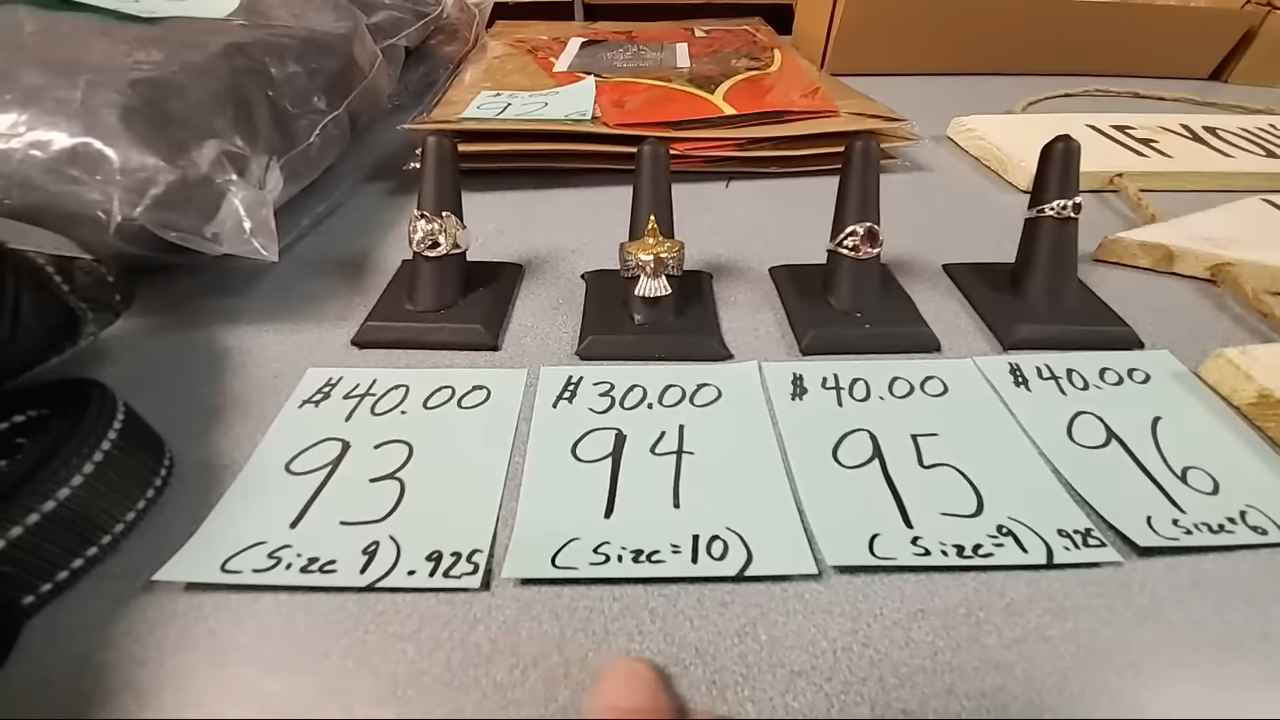 $5.00
92
IF YOU
$40.00
93
(Size 9) .925
$30.00
94
(Size=10)
$40.00
95
(Size=9) .925
$40.00
96
(Size=6